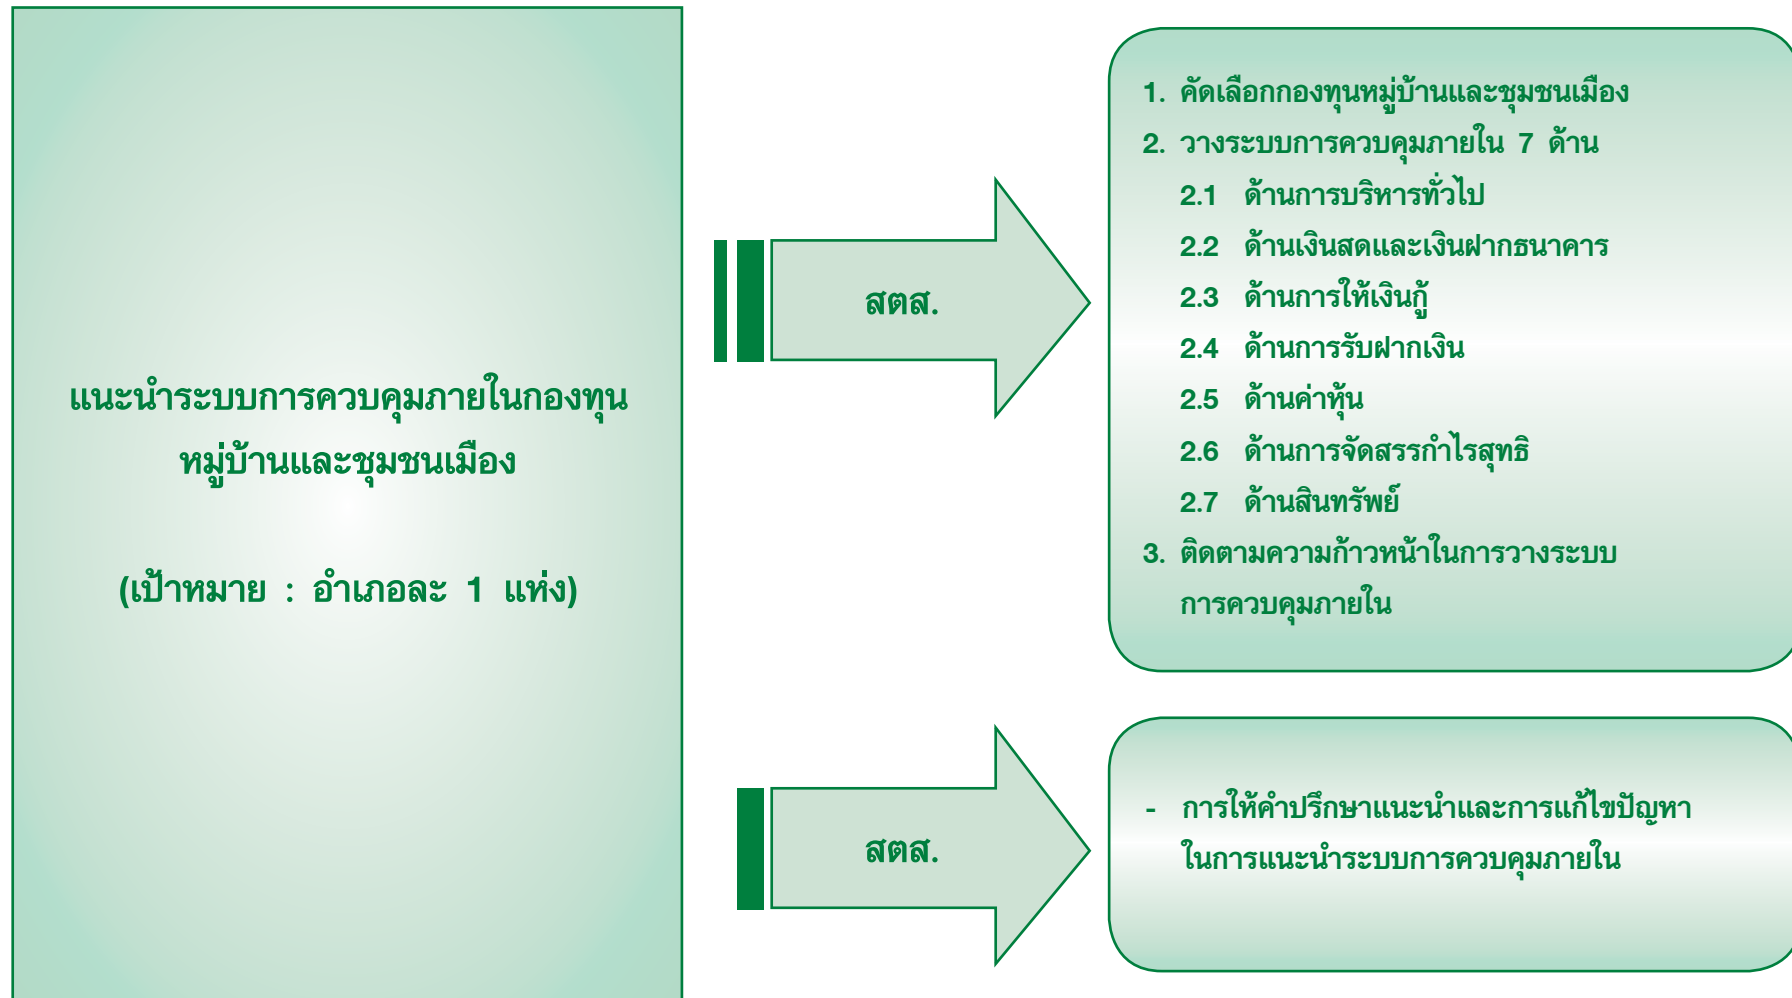 แนะนำระบบการควบคุมภายในกองทุน
หมู่บ้านและชุมชนเมือง
(เป้าหมาย : อำเภอละ 1 แห่ง)
สตส.
1. คัดเลือกกองทุนหมู่บ้านและชุมชนเมือง
2. วางระบบการควบคุมภายใน 7 ด้าน
2.1 ด้านการบริหารทั่วไป
2.2 ด้านเงินสดและเงินฝากธนาคาร
2.3 ด้านการให้เงินกู้
2.4 ด้านการรับฝากเงิน
2.5 ด้านค่าหุ้น
2.6 ด้านการจัดสรรกำไรสุทธิ
2.7 ด้านสินทรัพย์
3. ติดตามความก้าวหน้าในการวางระบบ
การควบคุมภายใน
สตส.
- การให้คำปรึกษาแนะนำและการแก้ไขปัญหา
ในการแนะนำระบบการควบคุมภายใน